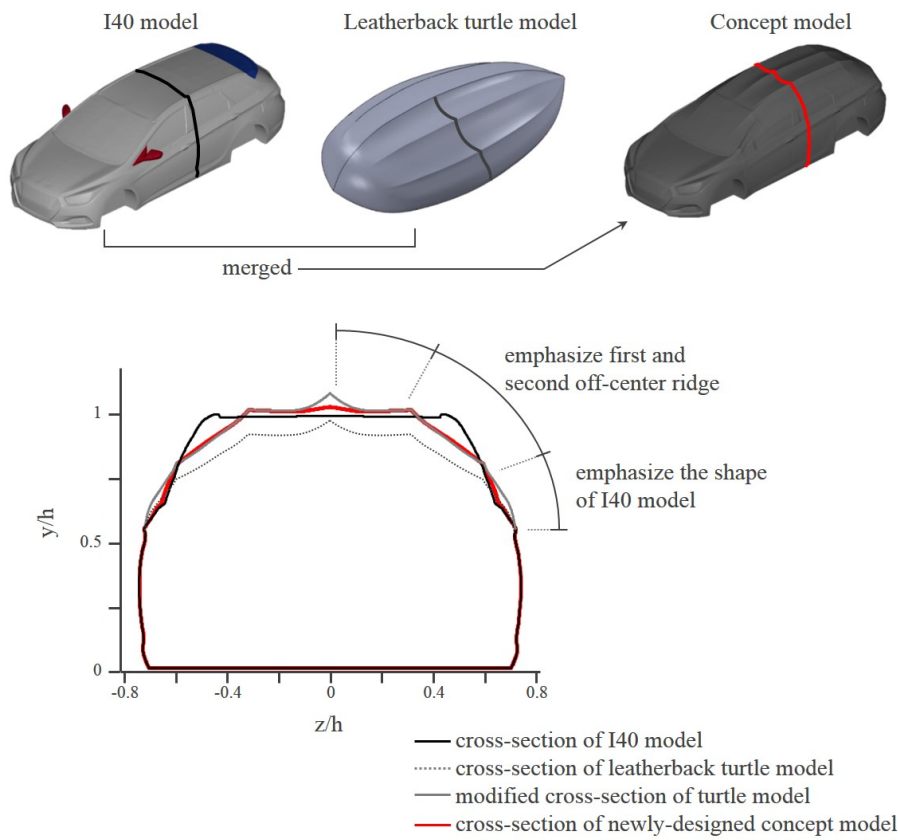 I40 model
Leatherback turtle model
Concept model
merged
emphasize first and
second off-center ridge
emphasize the shape
of I40 model
y/h
1
0.5
0
-0.8
-0.4
0
0.4
0.8
z/h
cross-section of I40 model
cross-section of leatherback turtle model
modified cross-section of turtle model
cross-section of newly-designed concept model